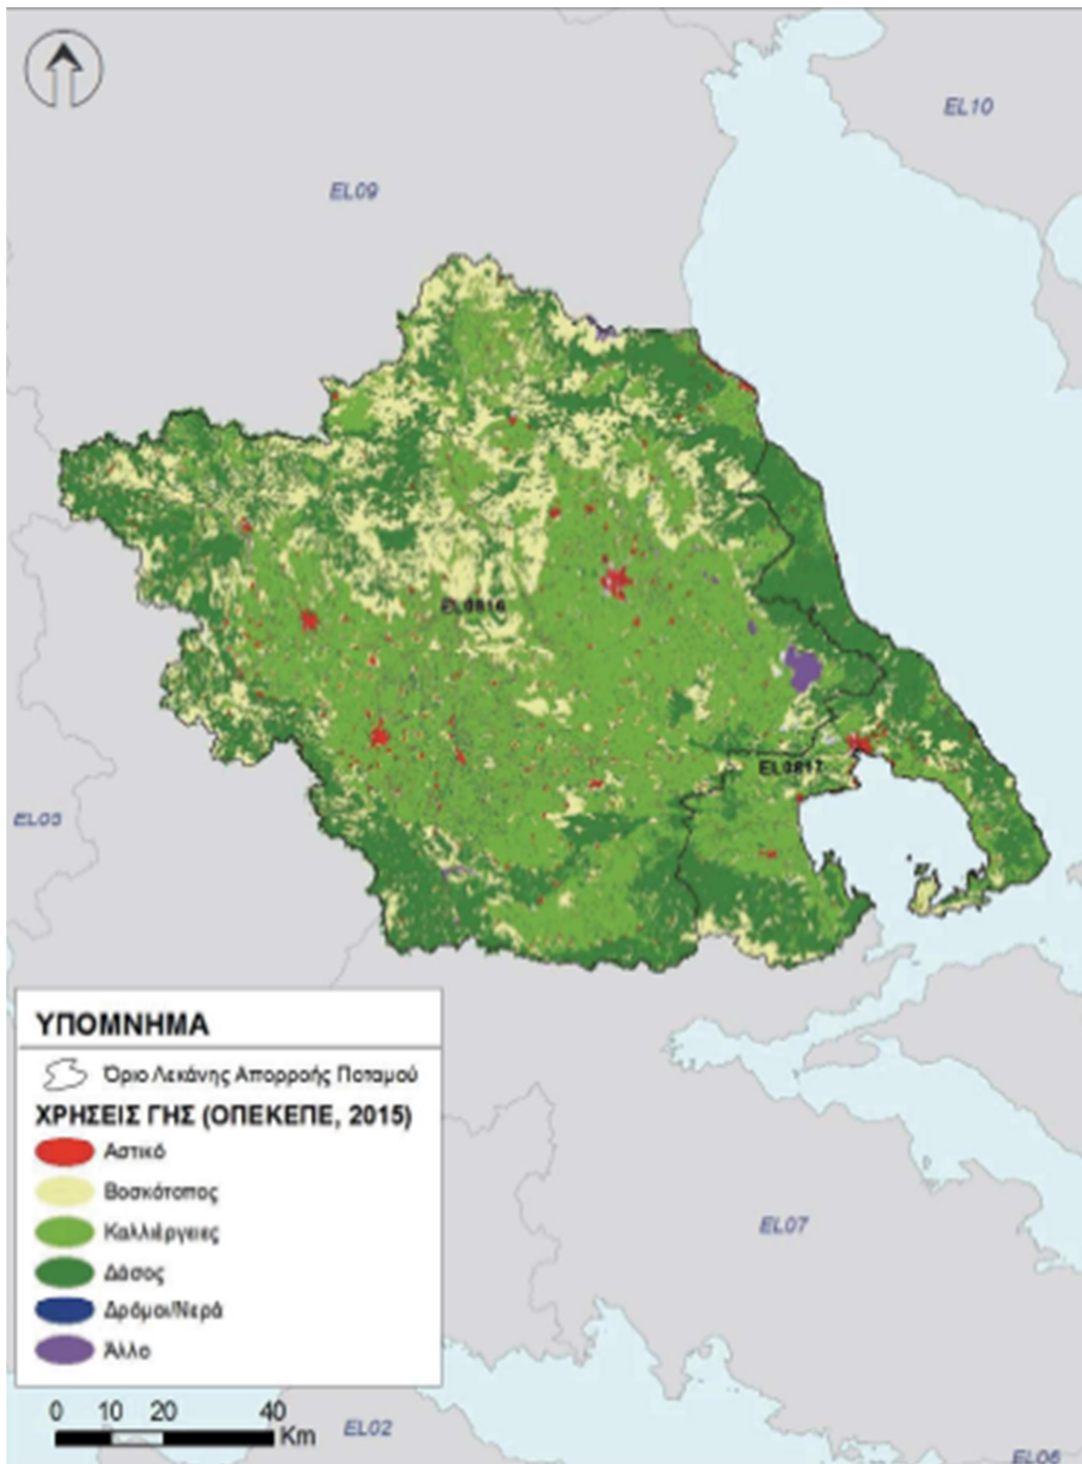 EL10
EL09
EL0816
EL0817
EL05
ΥΠΟΜΝΗΜΑ
Όριο Λεκάνης Απορροής Ποταμού
ΧΡΗΣΕΙΣ ΓΗΣ (ΟΠΕΚΕΠΕ, 2015)
Αστικό
Βοσκότοπος
Καλλιέργειες
Δάσος
Δρόμοι/Νερά
Άλλο
EL07
0 10 20 40
Km
EL02
EL06